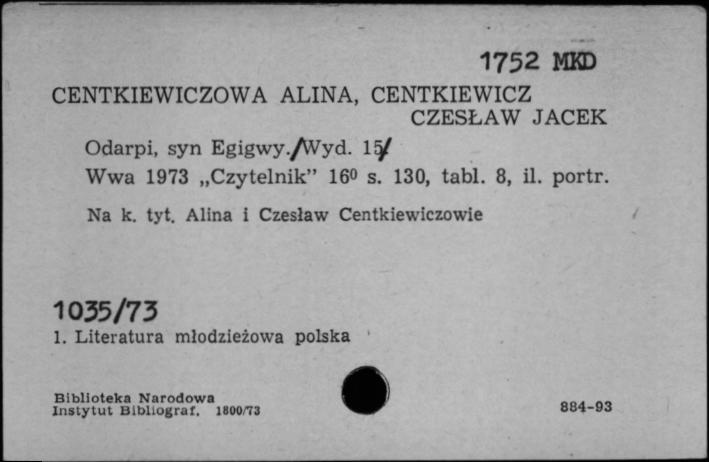 1752 MKD
CENTKIEWICZOWA ALINA, CENTKIEWICZ
CZESŁAW JACEK
Odarpi, syn Egigwy./Wyd. 15/
Wwa 1973 „Czytelnik” 16⁰ s. 130, tabl. 8, il. portr.
Na k. tyt. Alina i Czesław Centkiewiczowie
1035/73
1. Literatura młodzieżowa polska
Biblioteka Narodowa
Instytut Bibliograf. 1800/73
884-93